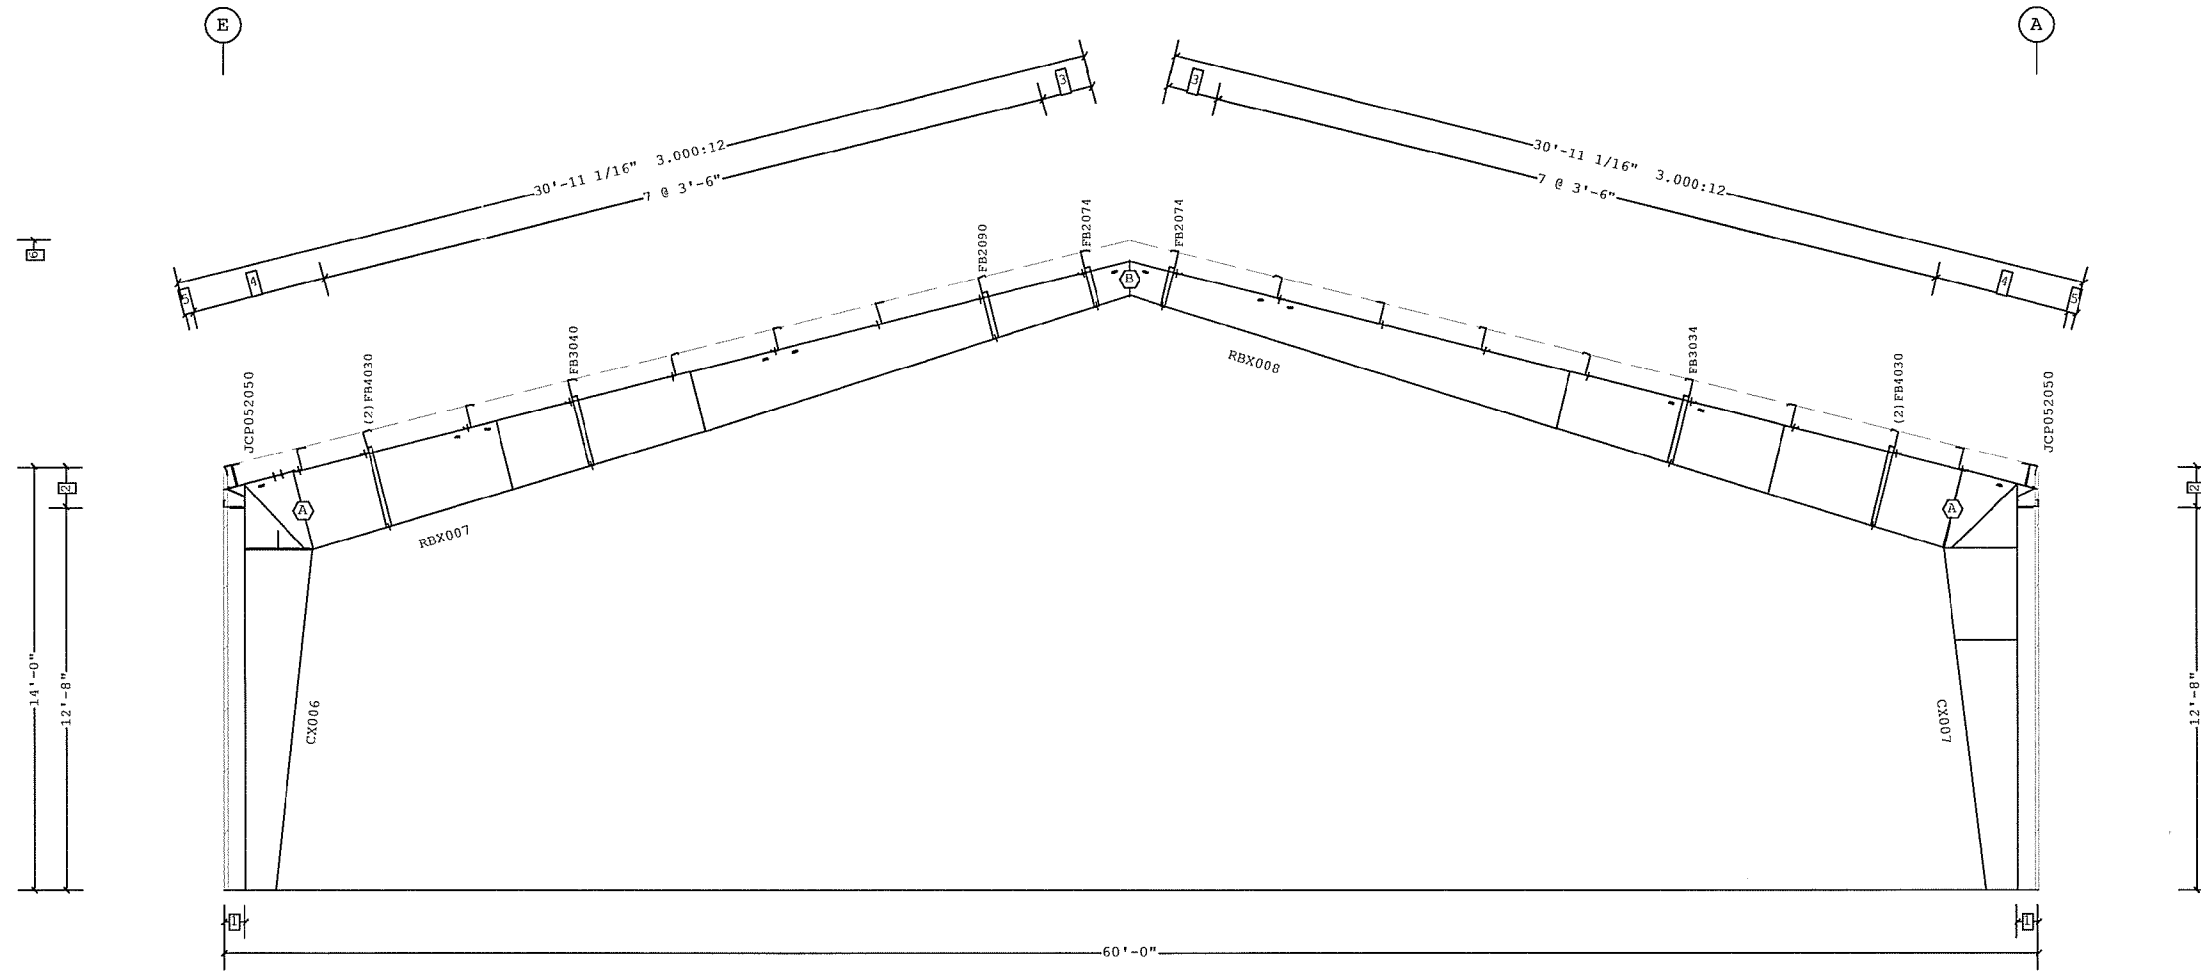 E
A
3
3
30'-11 1/16" 3.000:12
7 @ 3'-6"
30'-11 1/16" 3.000:12
7 @ 3'-6"
4
5
4
5
6
FB2074
FB2074
FB2090
B
FB3040
RBX008
FB3034
(2)FB4030
(2)FB4030
JCP052050
JCP052050
2
2
A
A
RBX007
14'-0"
12'-8"
CX006
CX007
12'-8"
1
1
60'-0"